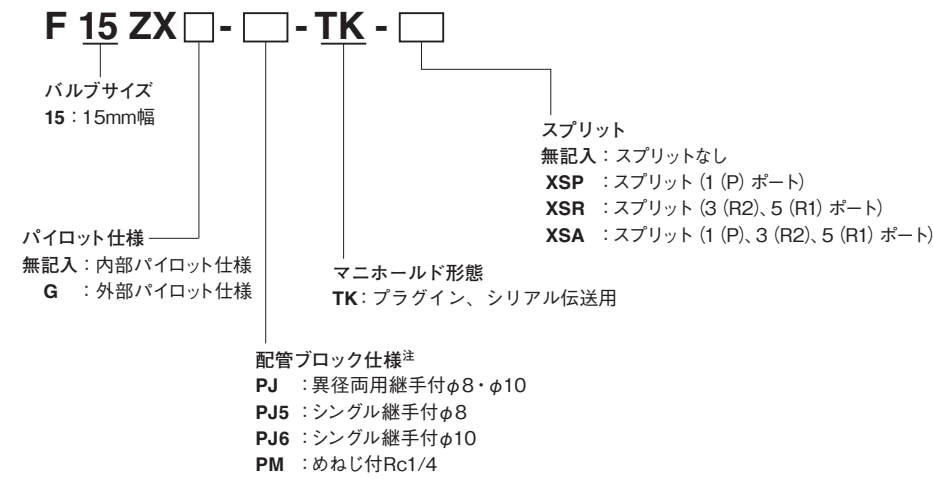 F 15 ZX□-□-TK-□
バルブサイズ
15：15mm幅
スプリット
無記入：スプリットなし
XSP ：スプリット（1（P）ポート）
XSR ：スプリット（3（R2）、5（R1）ポート）
XSA ：スプリット（1（P）、3（R2）、5（R1）ポート）
パイロット仕様
無記入：内部パイロット仕様
G ：外部パイロット仕様
マニホールド形態
TK：プラグイン、シリアル伝送用
配管ブロック仕様注
PJ ：異径両用継手付φ8・φ10
PJ5 ：シングル継手付φ8
PJ6 ：シングル継手付φ10
PM ：めねじ付Rc1/4